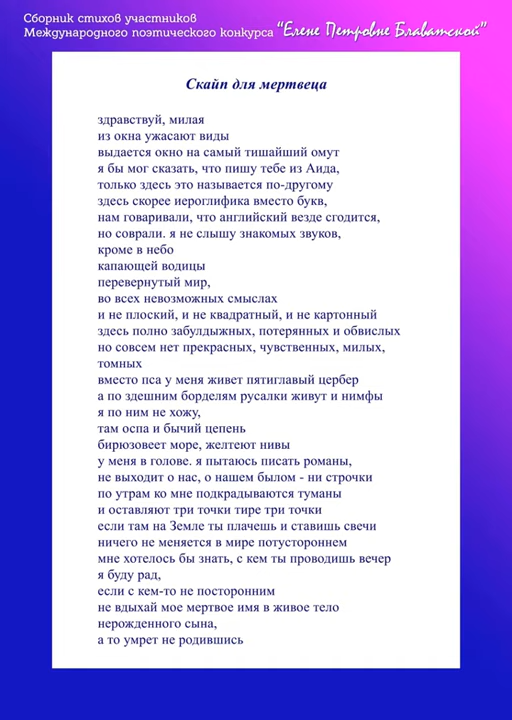 Сборник стихов участников
Международного поэтического конкурса "Елене Петровне Блаватской"
Скайп для мертвеца
здравствуй, милая
из окна ужасают виды
выдается окно на самый тишайший омут
я бы мог сказать, что пишу тебе из Аида,
только здесь это называется по-другому
здесь скорее иероглифика вместо букв,
нам говаривали, что английский везде сгодится,
но соврали. я не слышу знакомых звуков,
кроме в небо
капающей водицы
перевернутый мир,
во всех невозможных смыслах
и не плоский, и не квадратный, и не картонный
здесь полно забулдыжных, потерянных и обвислых
но совсем нет прекрасных, чувственных, милых,
томных
вместо пса у меня живет пятиглавый цербер
а по здешним борделям русалки живут и нимфы
я по ним не хожу,
там оспа и бычий цепень
бирюзовеет море, желтеют нивы
у меня в голове. я пытаюсь писать романы,
не выходит о нас, о нашем былом - ни строчки
по утрам ко мне подкрадываются туманы
и оставляют три точки тире три точки
если там на Земле ты плачешь и ставишь свечи
ничего не меняется в мире потустороннем
мне хотелось бы знать, с кем ты проводишь вечер
я буду рад,
если с кем-то не посторонним
не вдыхай мое мертвое имя в живое тело
нерожденного сына,
а то умрет не родившись